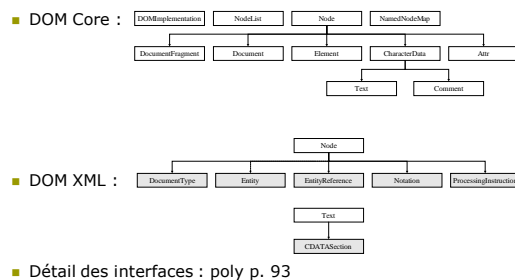 DOM Core :
DOMImplementation NodeList Node NamedNodeMap
DocumentFragment Document Element CharacterData Attr
Text Comment
Node
DOM XML :
DocumentType Entity EntityReference Notation ProcessingInstruction
Text
CDATASection
Détail des interfaces : poly p. 93